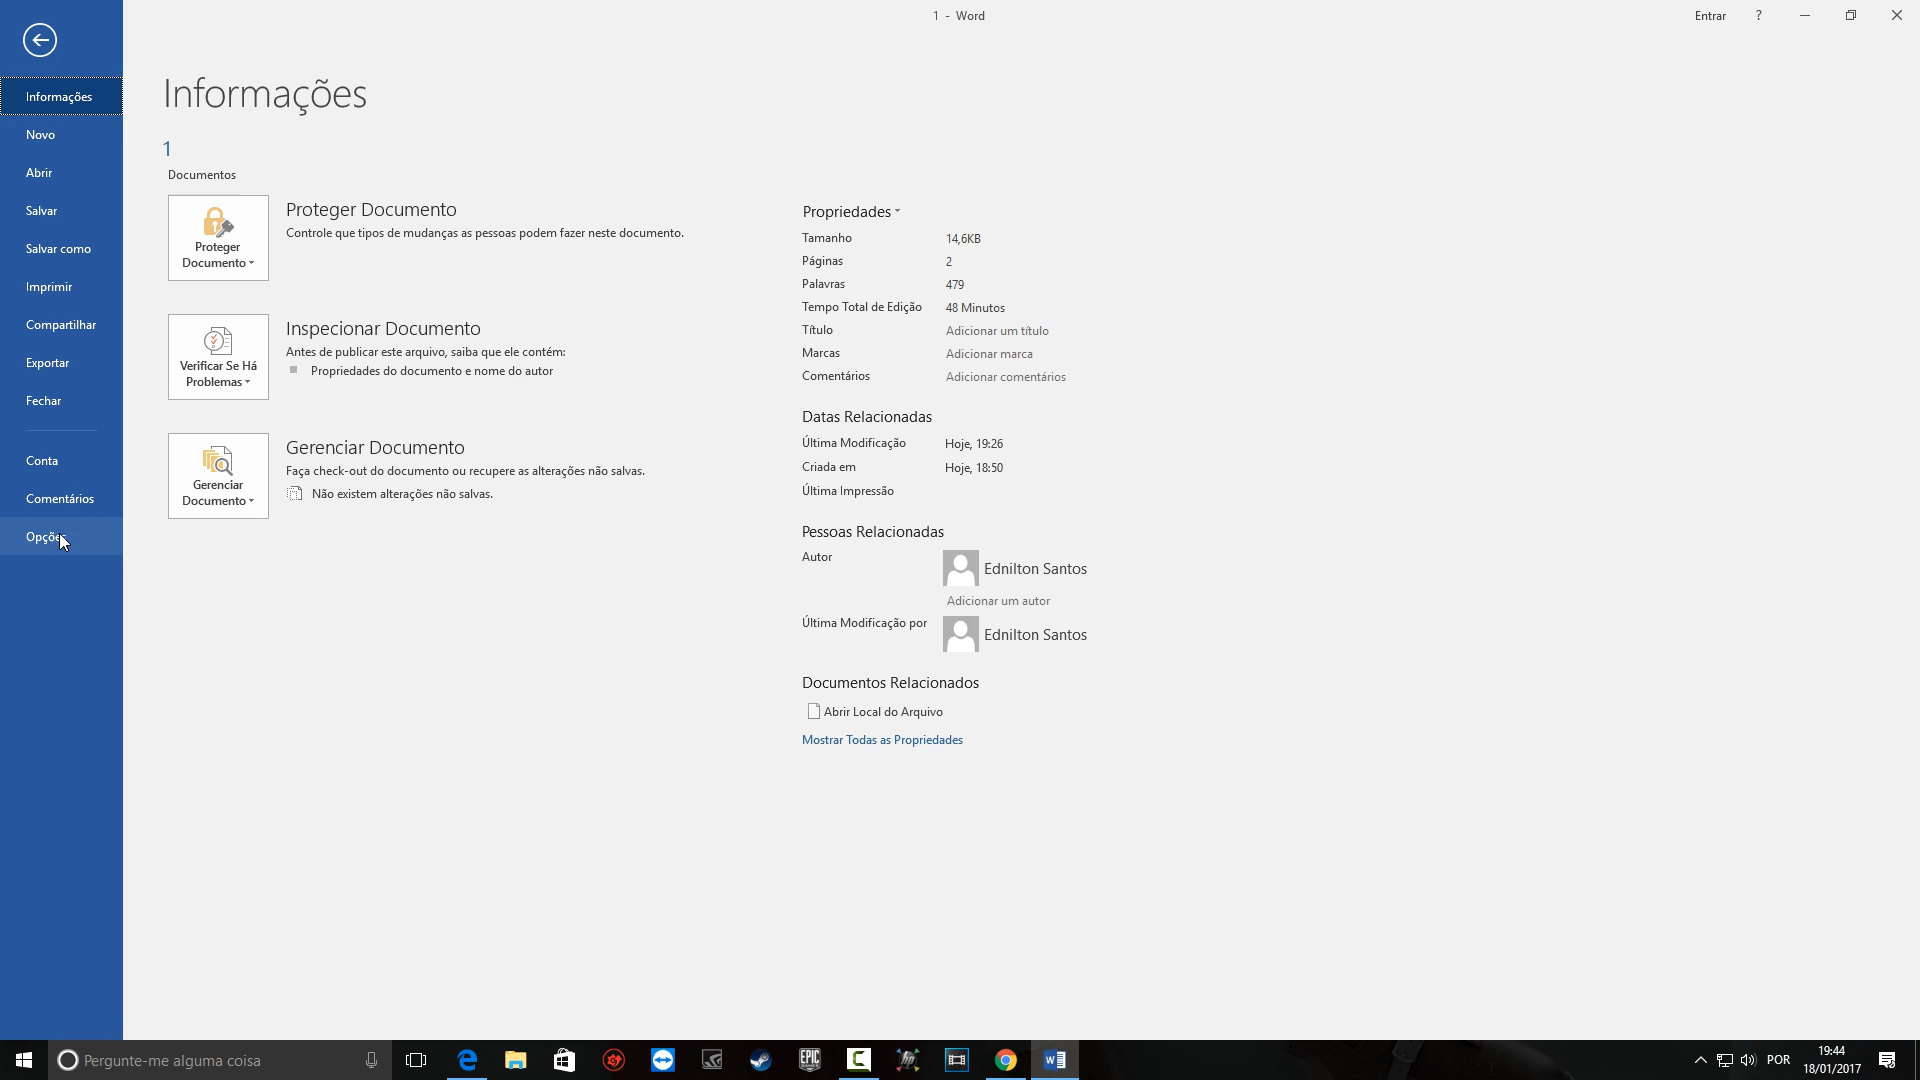 1 - Word
Entrar
?
Informações
Novo
Abrir
Salvar
Salvar como
Imprimir
Compartilhar
Exportar
Fechar
Conta
Comentários
Opções
Informações
1
Documentos
Proteger
Documento
Proteger Documento
Controle que tipos de mudanças as pessoas podem fazer neste documento.
Verificar Se Há
Problemas
Inspecionar Documento
Antes de publicar este arquivo, saiba que ele contém:
Propriedades do documento e nome do autor
Gerenciar
Documento
Gerenciar Documento
Faça check-out do documento ou recupere as alterações não salvas.
Não existem alterações não salvas.
Propriedades
Tamanho 14,6KB
Páginas 2
Palavras 479
Tempo Total de Edição 48 Minutos
Título Adicionar um título
Marcas Adicionar marca
Comentários Adicionar comentários
Datas Relacionadas
Última Modificação Hoje, 19:26
Criada em Hoje, 18:50
Última Impressão
Pessoas Relacionadas
Autor Ednilton Santos
Adicionar um autor
Última Modificação por Ednilton Santos
Documentos Relacionados
Abrir Local do Arquivo
Mostrar Todas as Propriedades
Pergunte-me alguma coisa
EPIC
POR
19:44
18/01/2017